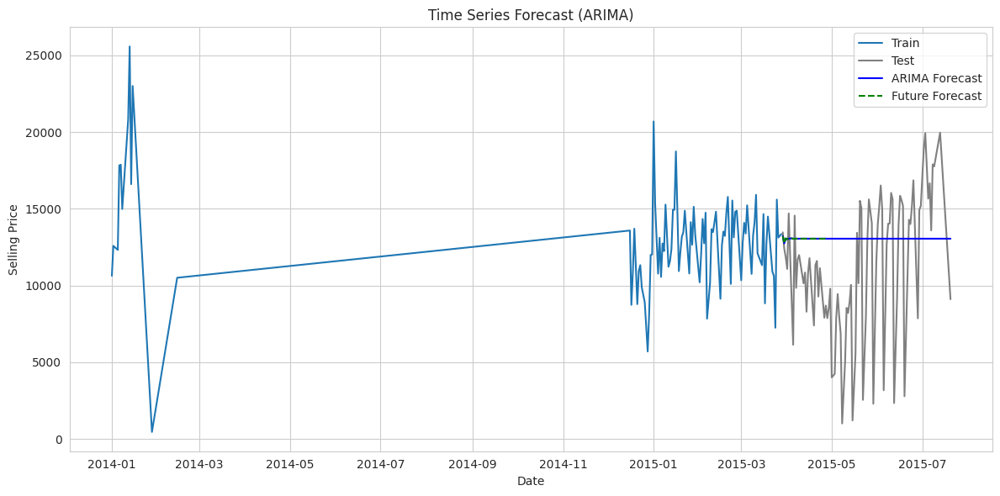 Time Series Forecast (ARIMA)
Train
Test
ARIMA Forecast
Future Forecast
Selling Price
25000
20000
15000
10000
5000
0
2014-01 2014-03 2014-05 2014-07 2014-09 2014-11 2015-01 2015-03 2015-05 2015-07
Date